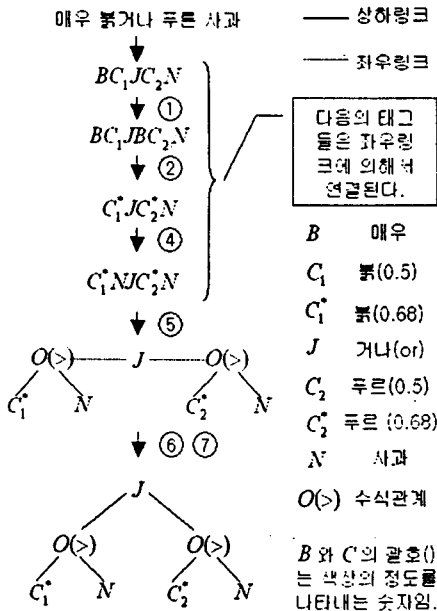 매우 붉거나 푸른 사과
BC₁JC₂N
①
BC₁JBC₂N
②
C₁*JC₂*N
④
C₁*NJC₂*N
⑤
O(>) J O(>)
C₁* N C₂* N
⑥ ⑦
J
O(>) O(>)
C₁* N C₂* N
상하링크
좌우링크
다음의 태그
들은 좌우링
크에 의해서
연결된다.
B 매우
C₁ 붉(0.5)
C₁* 붉(0.68)
J 거나(or)
C₂ 푸르(0.5)
C₂* 푸르(0.68)
N 사과
O(>) 수식관계
B 와 C의 괄호()
는 색상의 정도를
나타내는 숫자임.